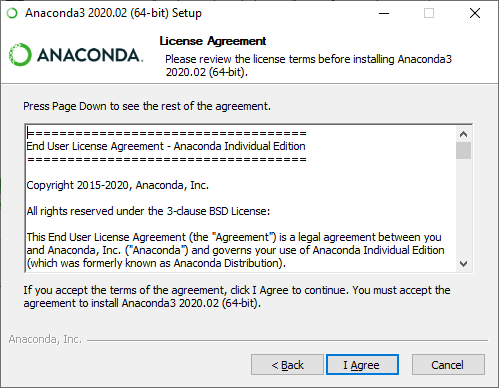 Anaconda3 2020.02 (64-bit) Setup
ANACONDA.
License Agreement
Please review the license terms before installing Anaconda3
2020.02 (64-bit).
Press Page Down to see the rest of the agreement.
===================================
End User License Agreement - Anaconda Individual Edition
===================================
Copyright 2015-2020, Anaconda, Inc.
All rights reserved under the 3-clause BSD License:
This End User License Agreement (the "Agreement") is a legal agreement between you
and Anaconda, Inc. ("Anaconda") and governs your use of Anaconda Individual Edition
(which was formerly known as Anaconda Distribution).
If you accept the terms of the agreement, click I Agree to continue. You must accept the
agreement to install Anaconda3 2020.02 (64-bit).
Anaconda, Inc.
< Back
I Agree
Cancel